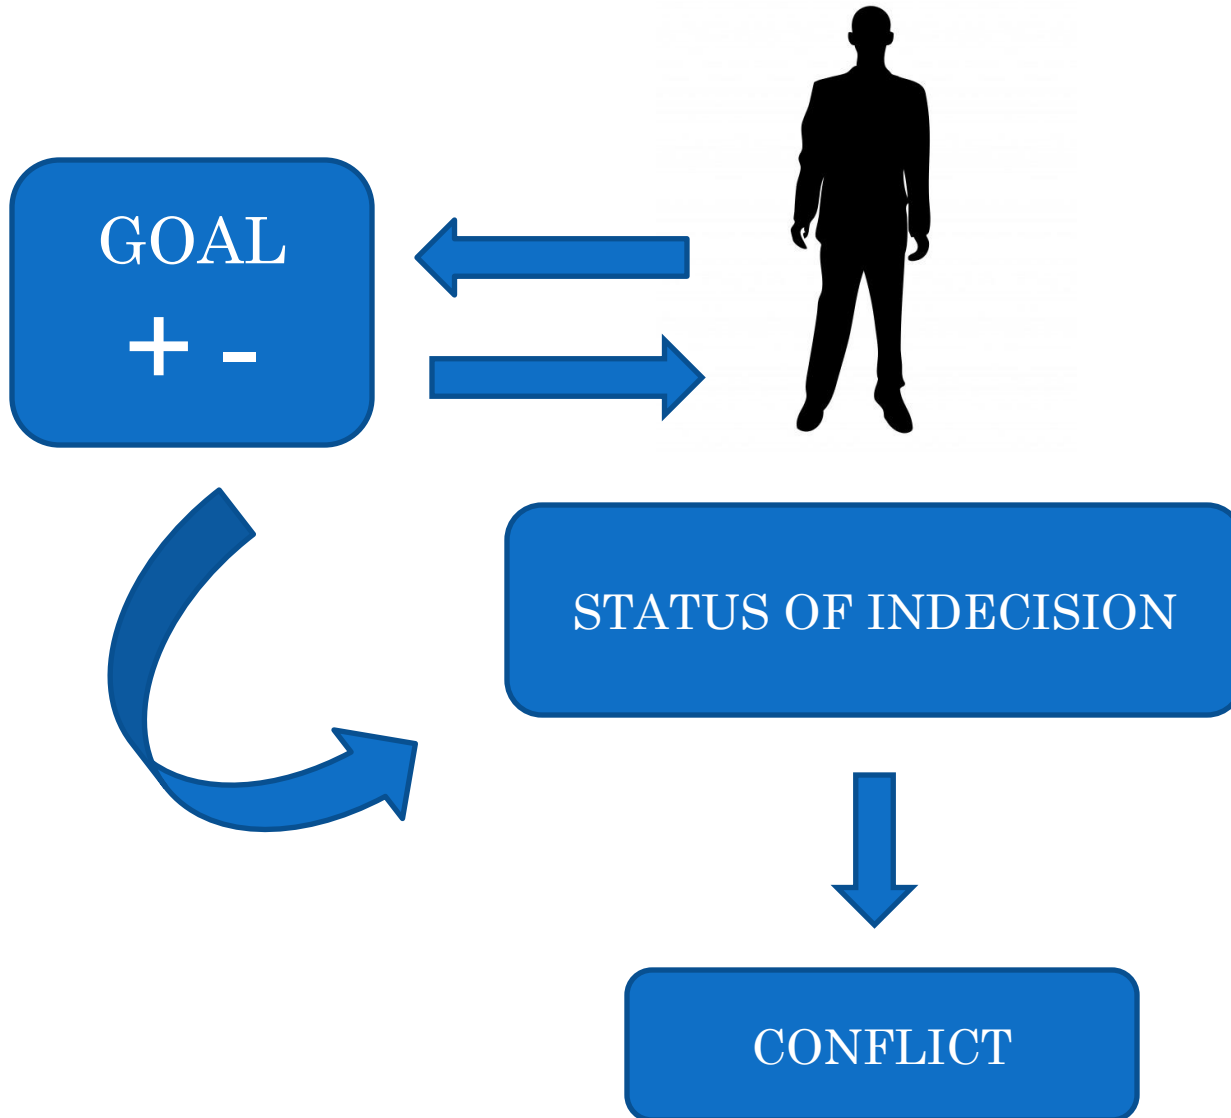 GOAL
+ -
STATUS OF INDECISION
CONFLICT